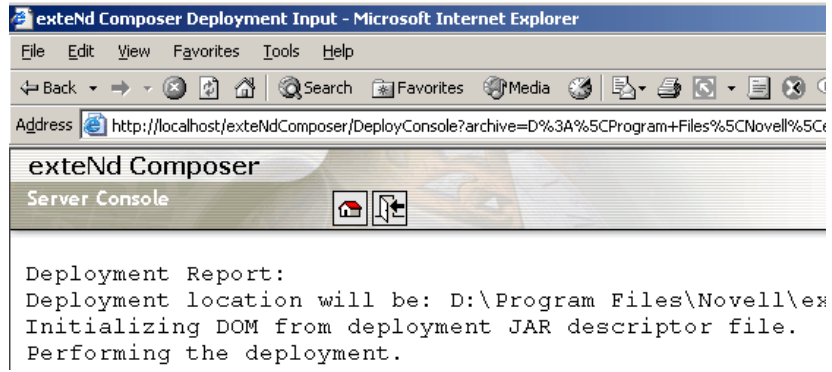 exteNd Composer Deployment Input - Microsoft Internet Explorer
File Edit View Favorites Tools Help
Back Search Favorites Media
Address http://localhost/exteNdComposer/DeployConsole?archive=D%3A%5CProgram+Files%5CNovell%5Ce
exteNd Composer
Server Console
Deployment Report:
Deployment location will be: D:\Program Files\Novell\ex
Initializing DOM from deployment JAR descriptor file.
Performing the deployment.